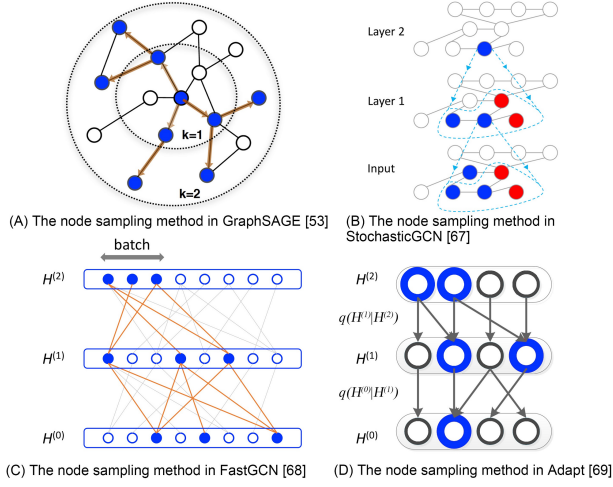 k=1
k=2
(A) The node sampling method in GraphSAGE [53]
Layer 2
Layer 1
Input
(B) The node sampling method in
StochasticGCN [67]
batch
H(2)
H(1)
H(0)
(C) The node sampling method in FastGCN [68]
H(2)
q(H(1)|H(2))
H(1)
q(H(0)|H(1))
H(0)
(D) The node sampling method in Adapt [69]